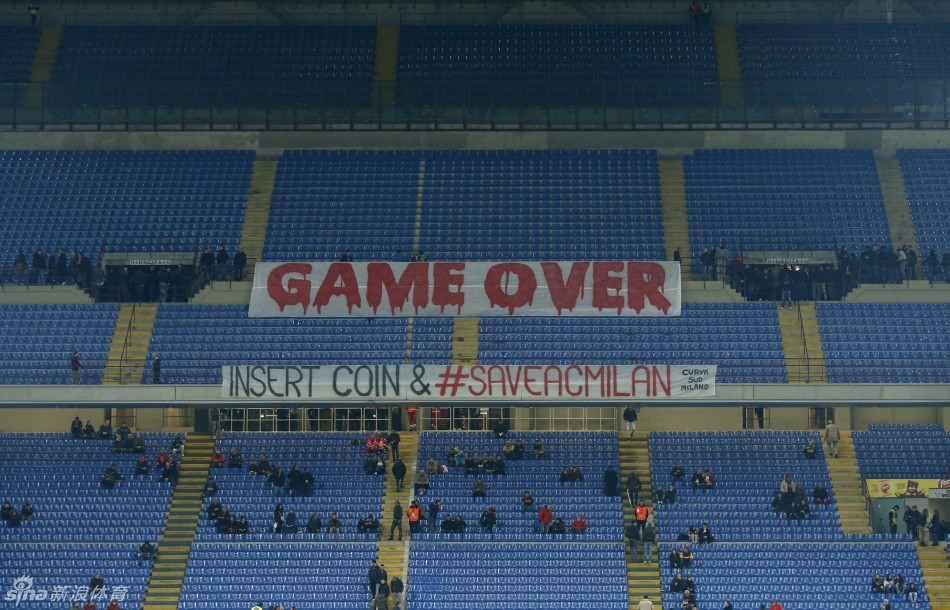 GAME OVER
INSERT COIN & #SAVEACMILAN
CURVA
SUD
MILANO
sina 新浪体育